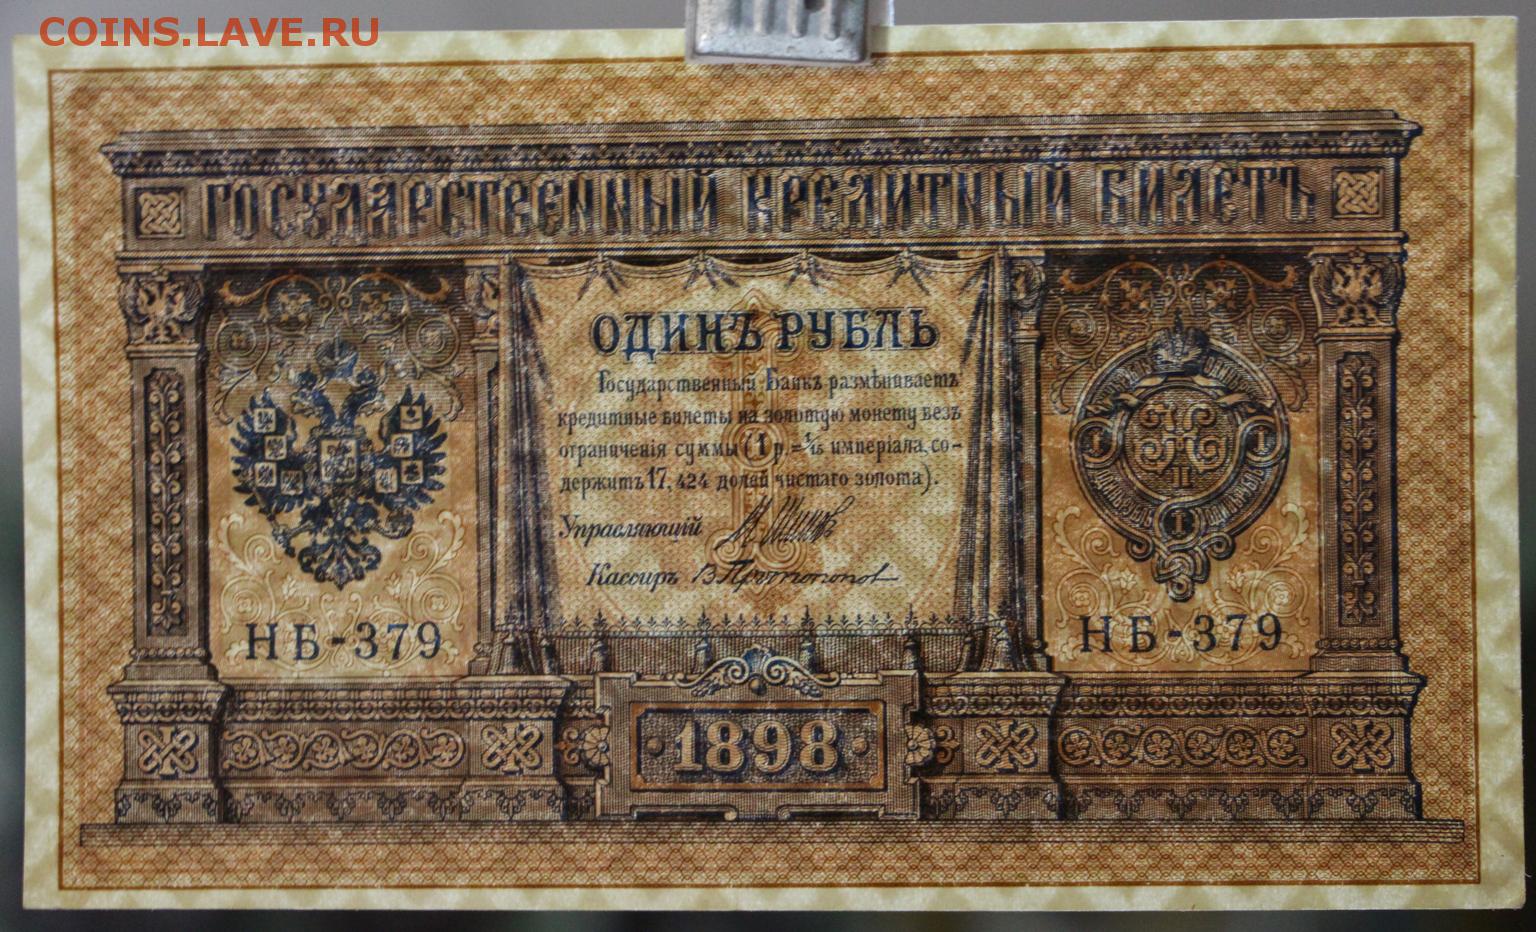 COINS.LAVE.RU
ГОСУДАРСТВЕННЫЙ КРЕДИТНЫЙ БИЛЕТЪ
ОДИНЪ РУБЛЬ
Государственный Банкъ размѣниваетъ
кредитные билеты на золотую монету безъ
ограниченія суммы (1 р.=1/15 имперіала, со-
держитъ 17,424 долей чистаго золота).
Управляющій
Кассиръ
НБ-379
НБ-379
1898